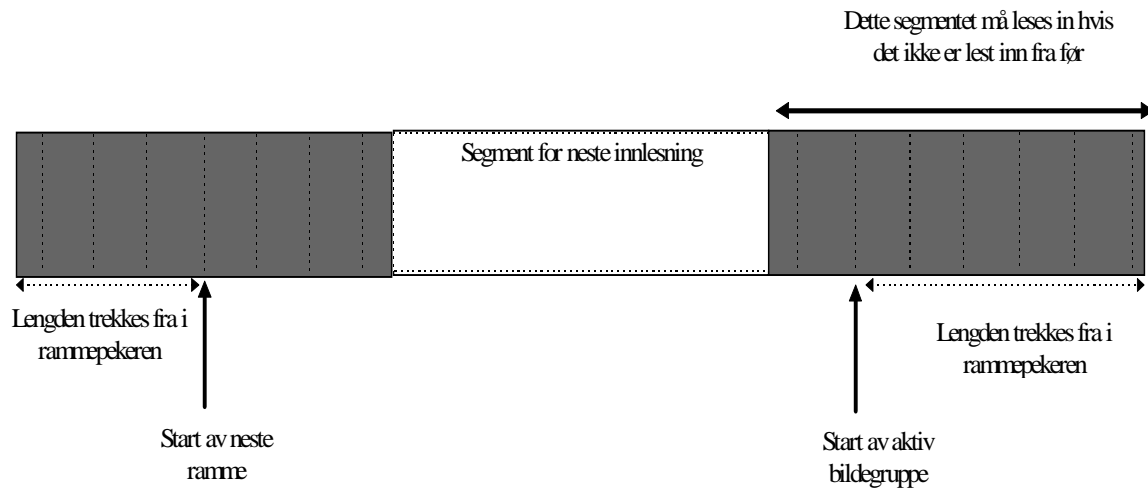 Dette segmentet må leses in hvis
det ikke er lest inn fra før
Segment for neste innlesning
Lengden trekkes fra i
rammepekeren
Lengden trekkes fra i
rammepekeren
Start av neste
ramme
Start av aktiv
bildegruppe